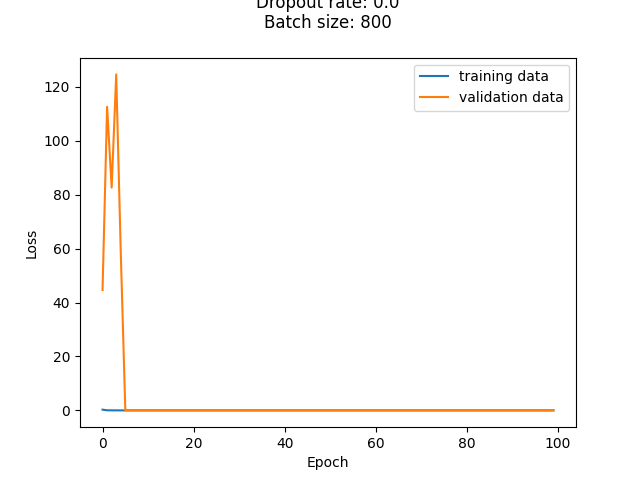 Dropout rate: 0.0
Batch size: 800
training data
validation data
120
100
80
60
40
20
0
Loss
0 20 40 60 80 100
Epoch